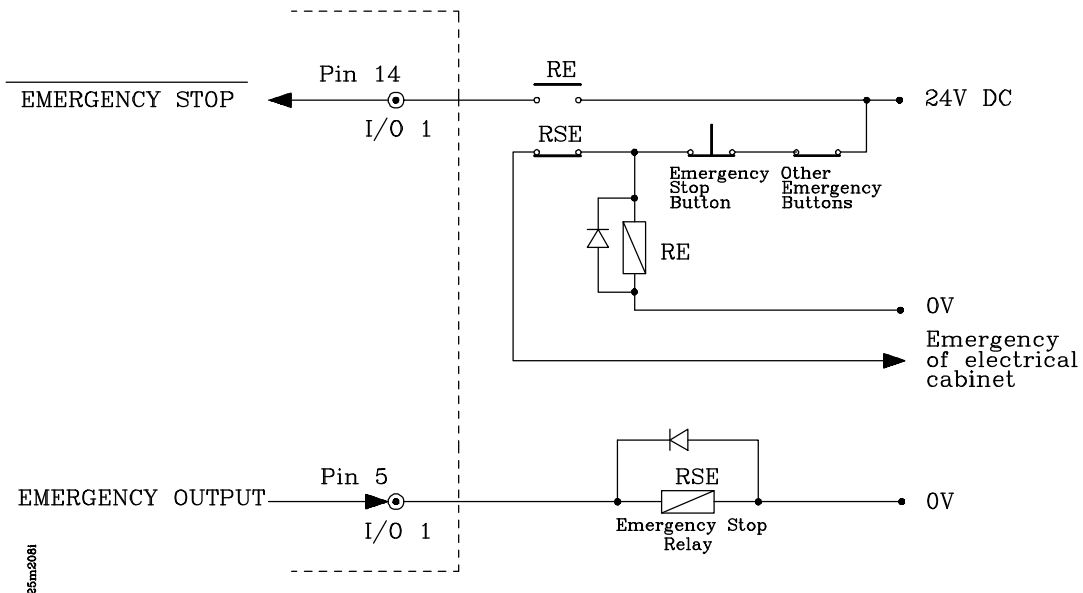 Pin 14
RE
EMERGENCY STOP
24V DC
I/O 1
RSE
Emergency
Stop
Button
Other
Emergency
Buttons
RE
0V
Emergency
of electrical
cabinet
Pin 5
RSE
EMERGENCY OUTPUT
0V
I/O 1
Emergency Stop
Relay
25m208i